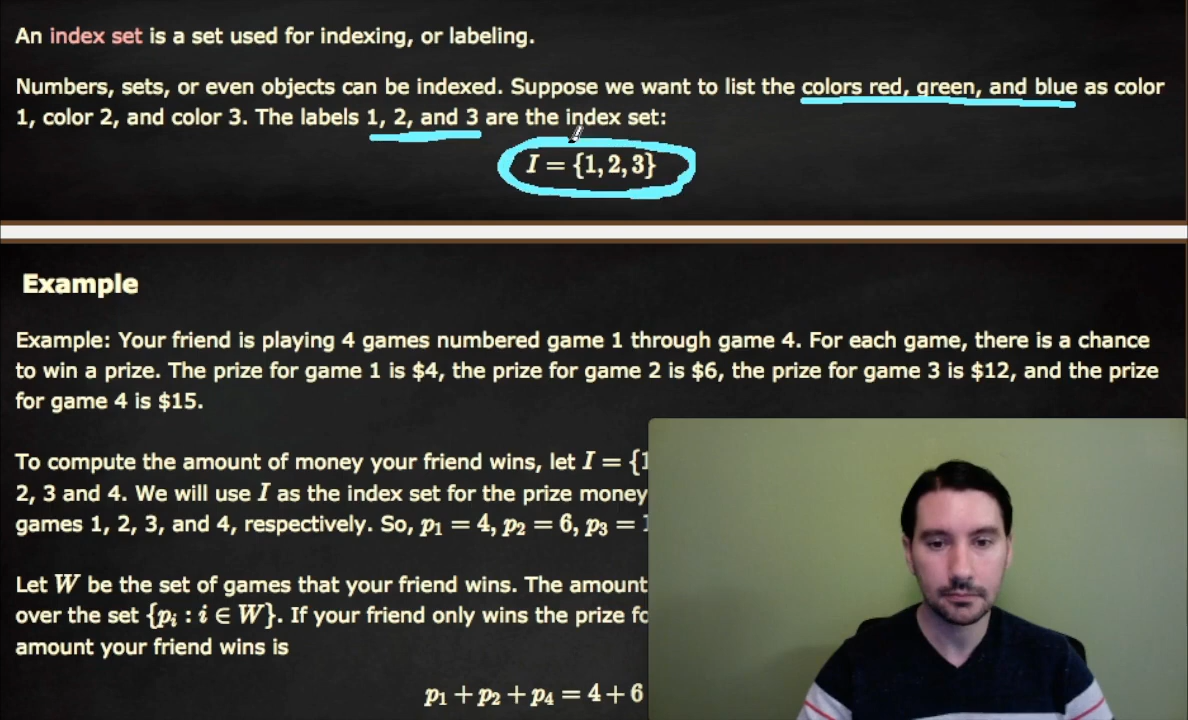 An index set is a set used for indexing, or labeling.
Numbers, sets, or even objects can be indexed. Suppose we want to list the colors red, green, and blue as color
1, color 2, and color 3. The labels 1, 2, and 3 are the index set:
I = {1, 2, 3}
Example
Example: Your friend is playing 4 games numbered game 1 through game 4. For each game, there is a chance
to win a prize. The prize for game 1 is $4, the prize for game 2 is $6, the prize for game 3 is $12, and the prize
for game 4 is $15.
To compute the amount of money your friend wins, let I = {1
2, 3 and 4. We will use I as the index set for the prize money
games 1, 2, 3, and 4, respectively. So, p₁ = 4, p₂ = 6, p₃ =
Let W be the set of games that your friend wins. The amount
over the set {pᵢ : i ∈ W}. If your friend only wins the prize
amount your friend wins is
p₁ + p₂ + p₄ = 4 + 6